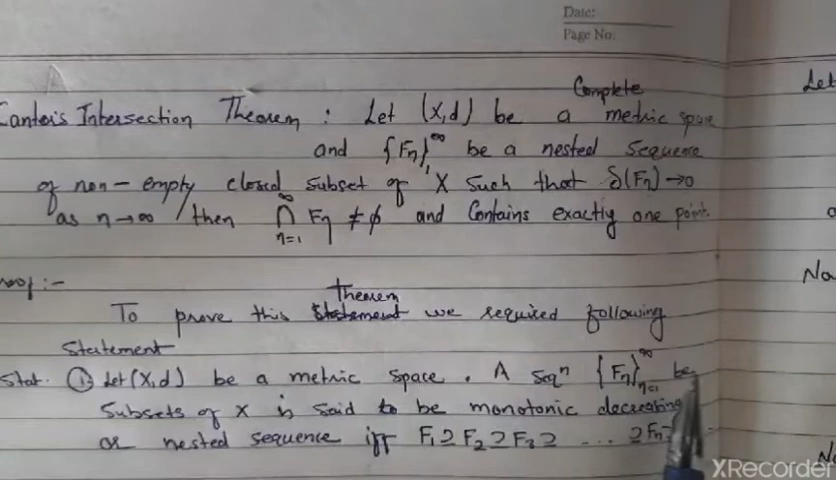 Date:
Page No.
Complete
Cantor's Intersection Theorem : Let (X,d) be a metric space
and {Fn}∞1 be a nested sequence
of non-empty closed subset of X such that δ(Fn)→0
as n→∞ / then ∞∩n=1 Fn ≠ ϕ and Contains exactly one point.
Proof :-
Theorem
To prove this we required following
Statement
Stat. ① Let (X,d) be a metric space. A seqⁿ {Fn}∞n=1 be
Subsets of X is said to be monotonic decreasing
or nested sequence iff F1⊇F2⊇F3⊇ ... ⊇Fn⊇
Let
No
XRecorder